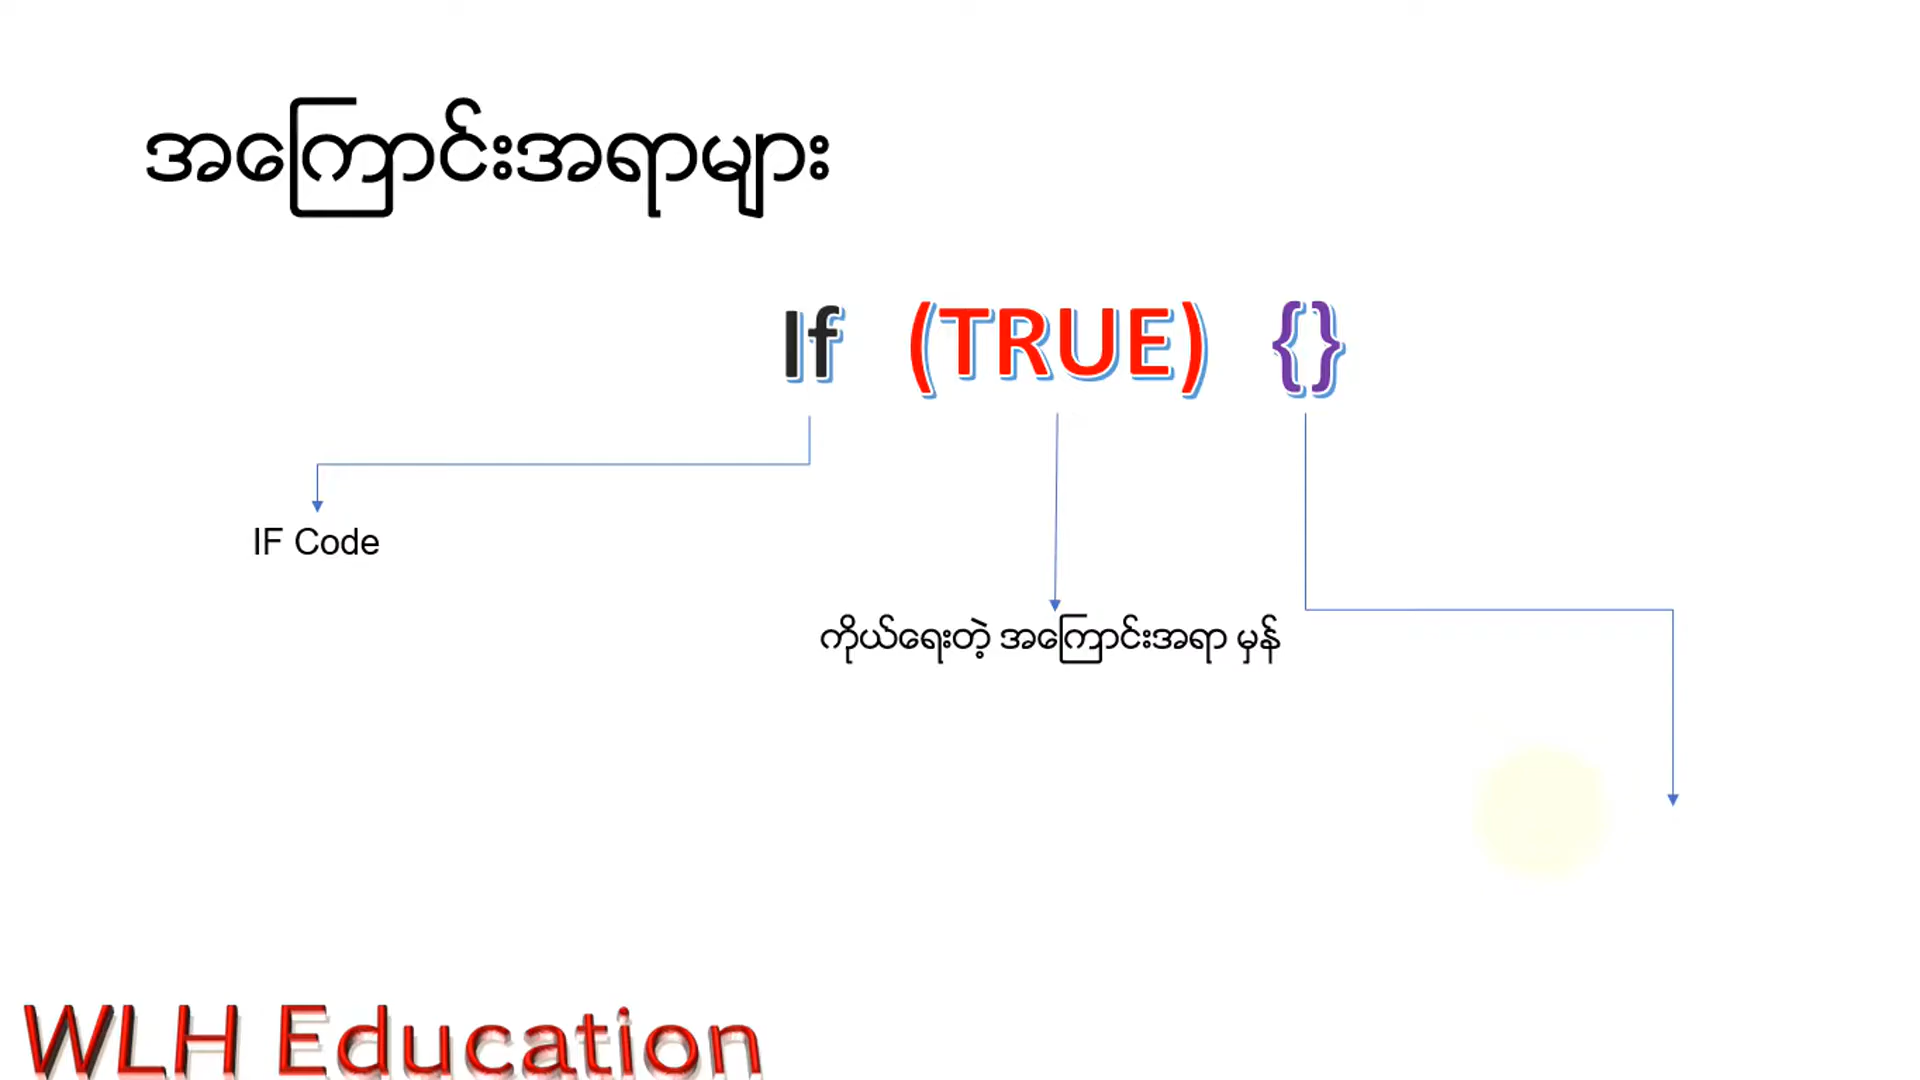 အကြောင်းအရာများ
If (TRUE) {}
IF Code
ကိုယ်ရေးတဲ့ အကြောင်းအရာ မှန်
WLH Education